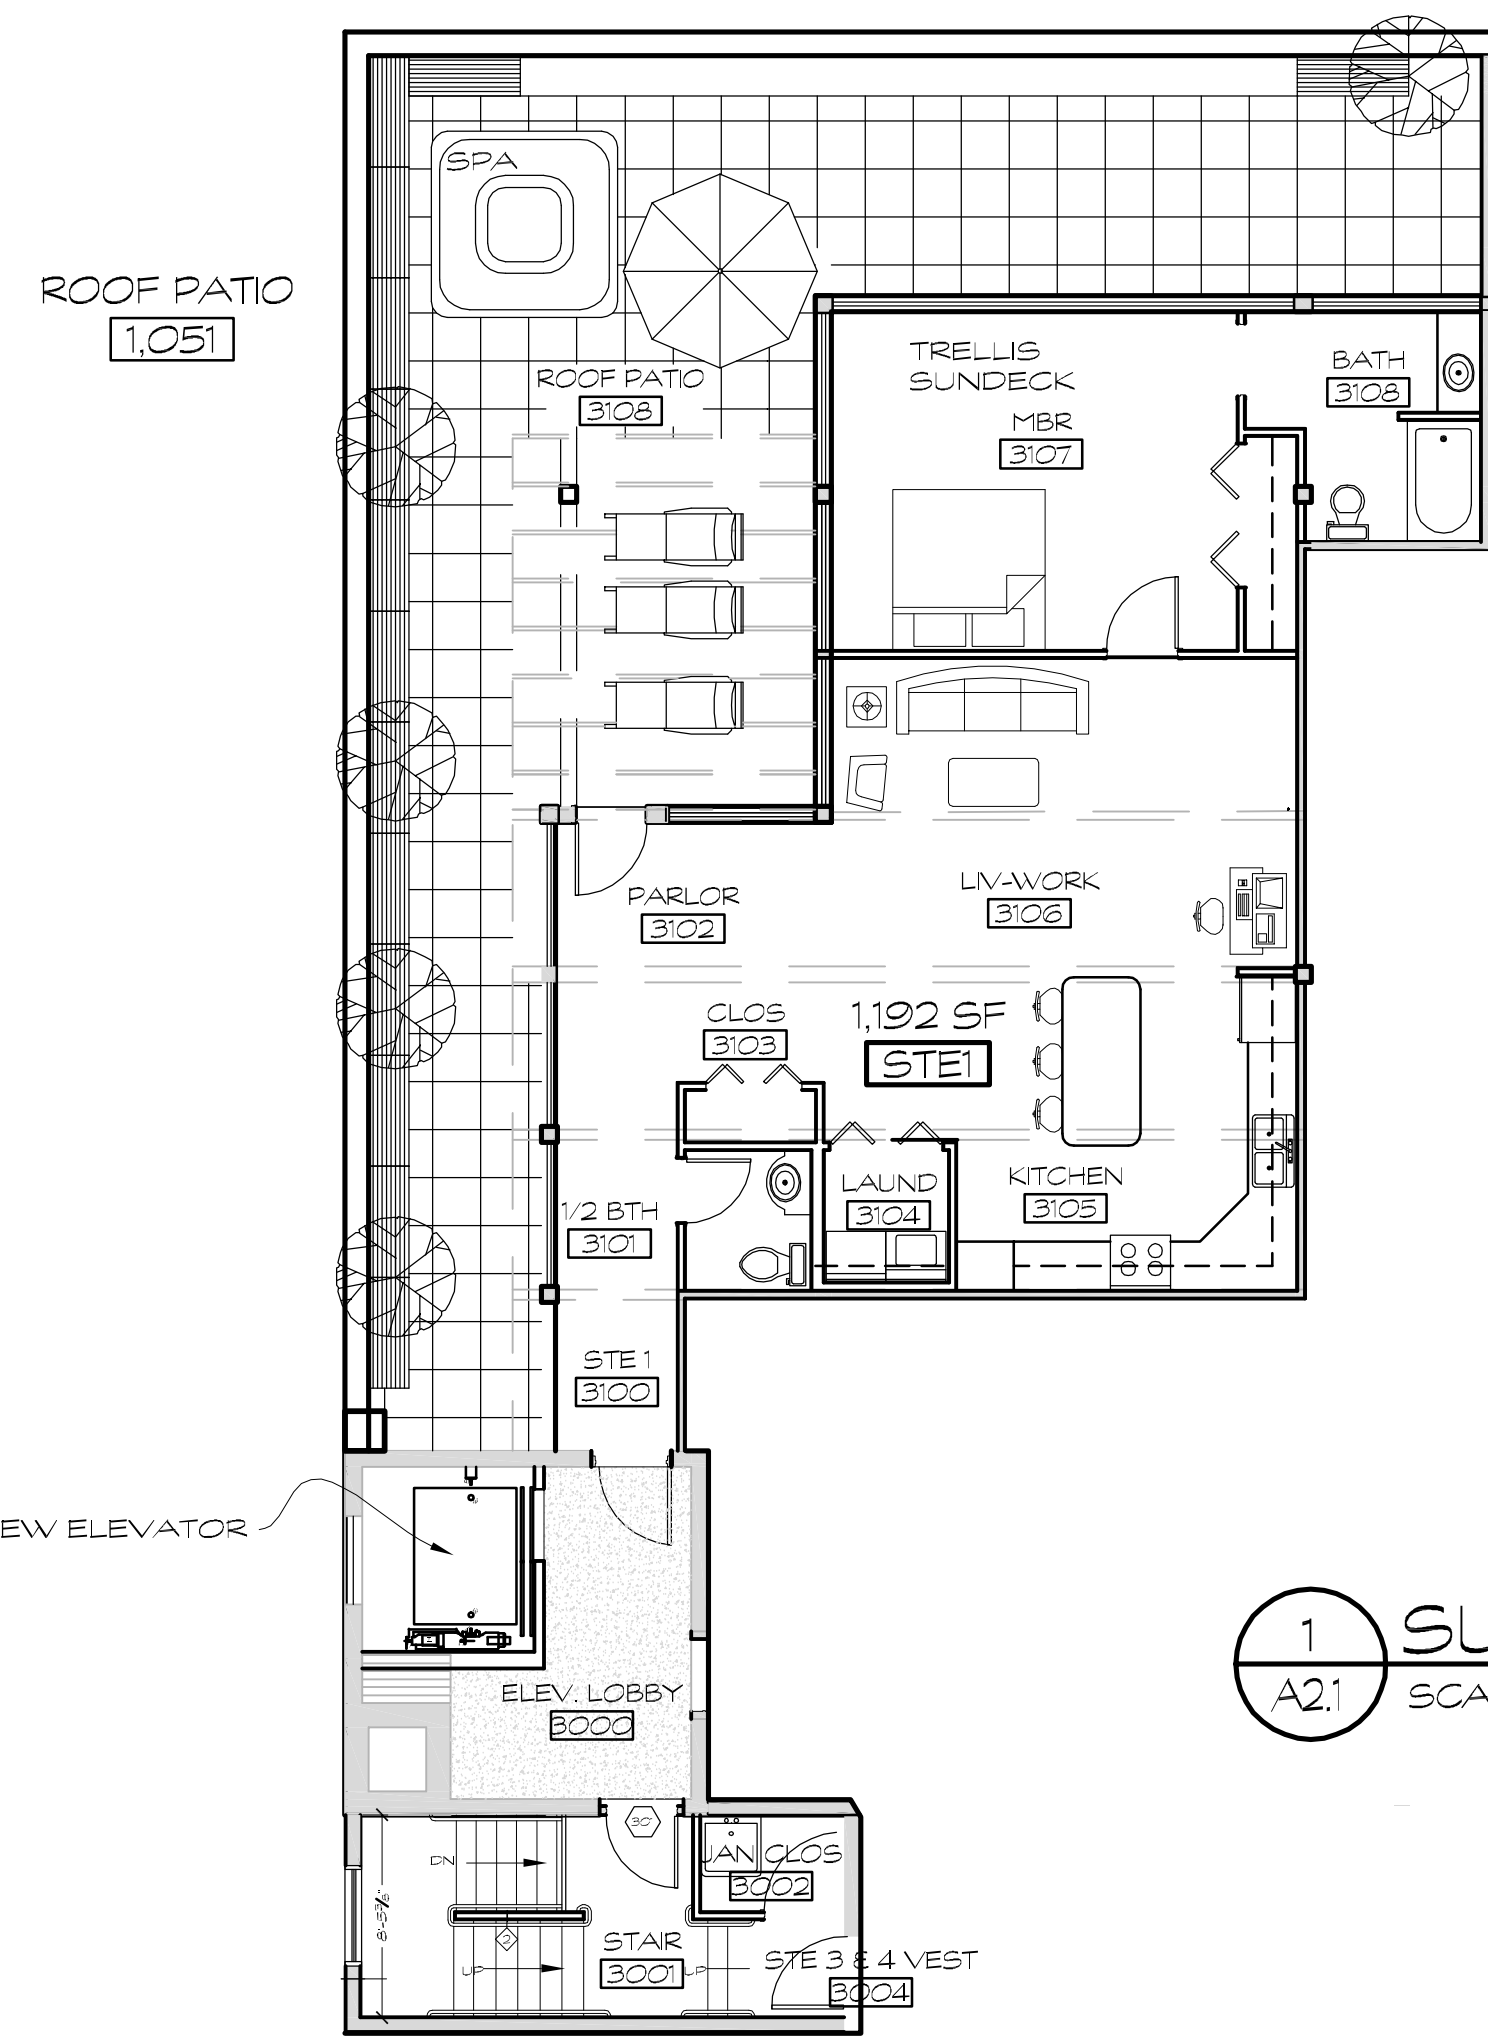 SPA
ROOF PATIO
1,051
TRELLIS
SUNDECK
BATH
3108
ROOF PATIO
3108
MBR
3107
PARLOR
3102
LIV-WORK
3106
CLOS
3103
1,192 SF
STE1
LAUND
3104
KITCHEN
3105
1/2 BTH
3101
STE 1
3100
EW ELEVATOR
1
SU
A2.1
SCA
ELEV. LOBBY
3000
30'
DN
JAN CLOS
3002
2
STAIR
3001
UP
UP
STE 3 & 4 VEST
3004